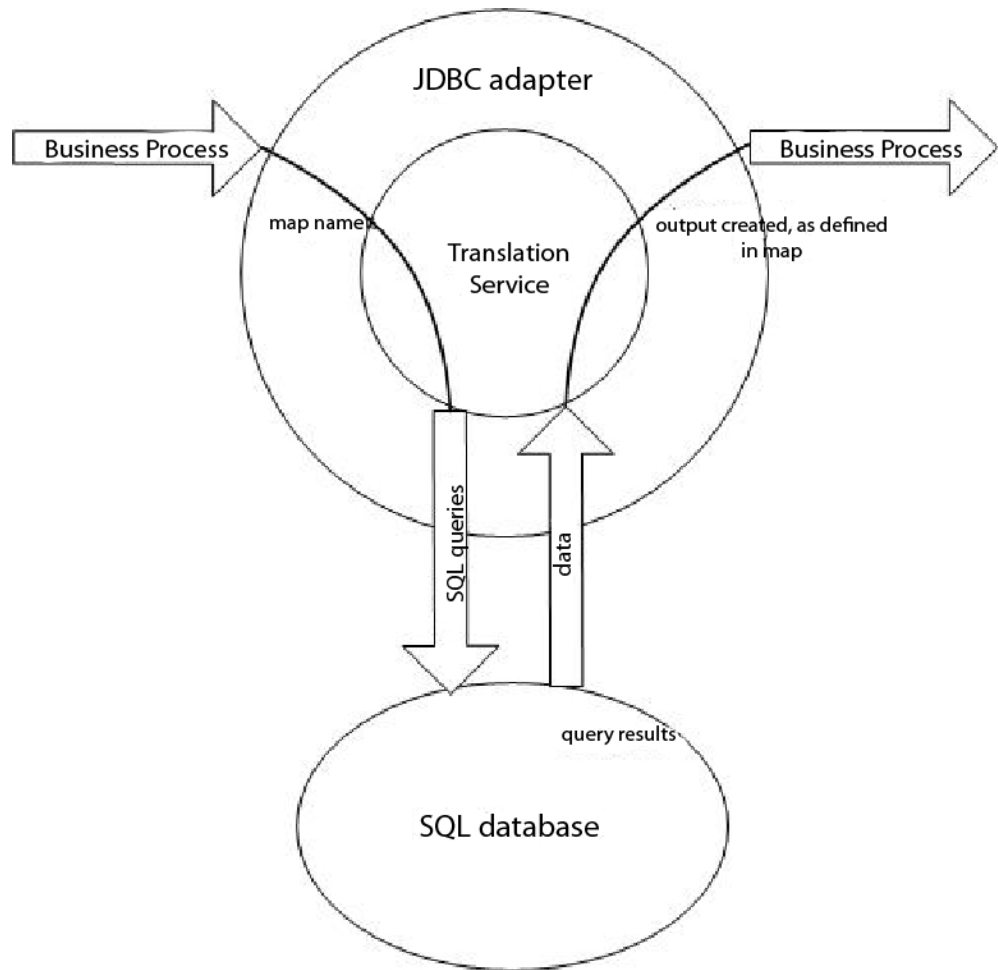 JDBC adapter
Business Process
Business Process
map name
output created, as defined
in map
Translation
Service
SQL queries
data
query results
SQL database